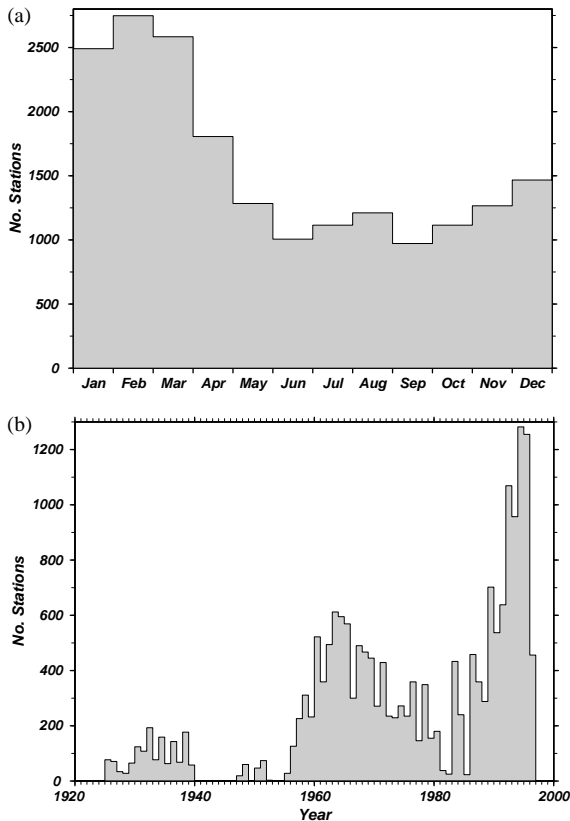 (a)
2500
2000
1500
1000
500
0
No. Stations
Jan Feb Mar Apr May Jun Jul Aug Sep Oct Nov Dec
(b)
1200
1000
800
600
400
200
0
No. Stations
1920 1940 1960 1980 2000
Year